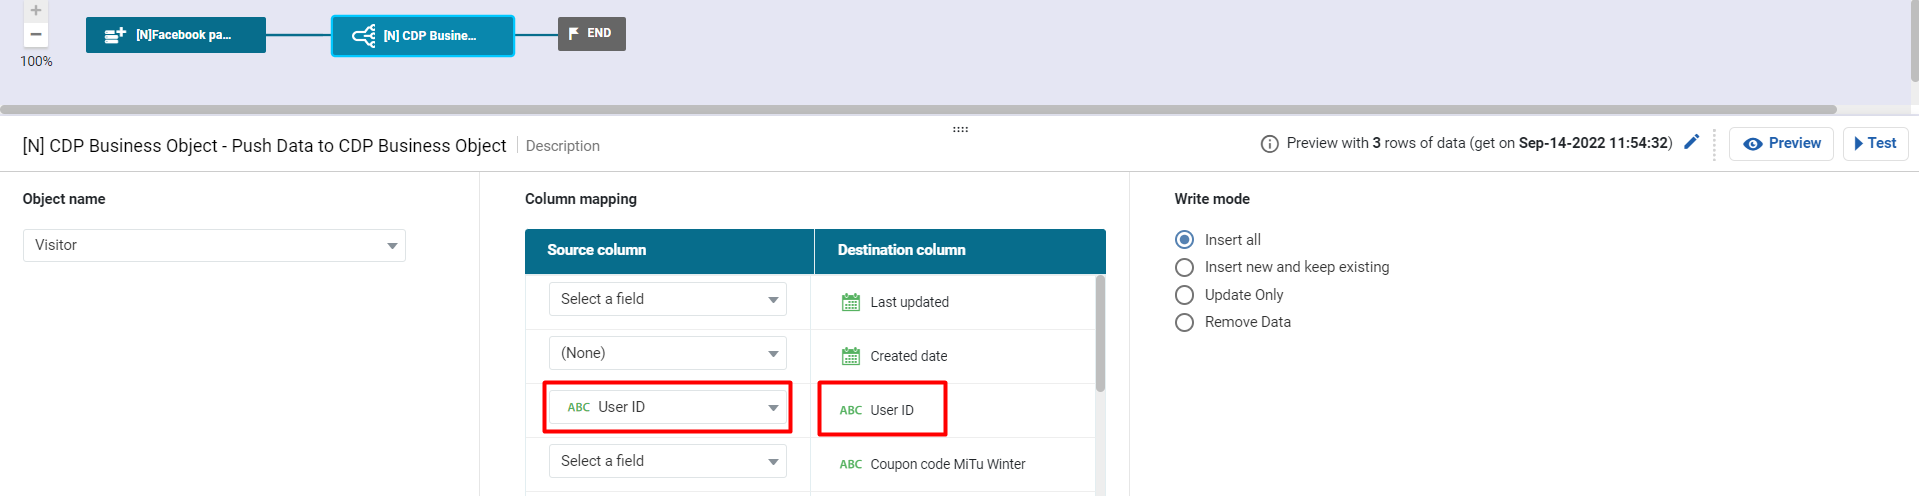 +
[N]Facebook pa...
[N] CDP Busine...
END
−
100%
[N] CDP Business Object - Push Data to CDP Business Object
Description
Preview with 3 rows of data (get on Sep-14-2022 11:54:32)
Preview
Test
Object name
Visitor
Column mapping
Source column
Destination column
Select a field
Last updated
(None)
Created date
ABC User ID
ABC User ID
Select a field
ABC Coupon code MiTu Winter
Write mode
Insert all
Insert new and keep existing
Update Only
Remove Data